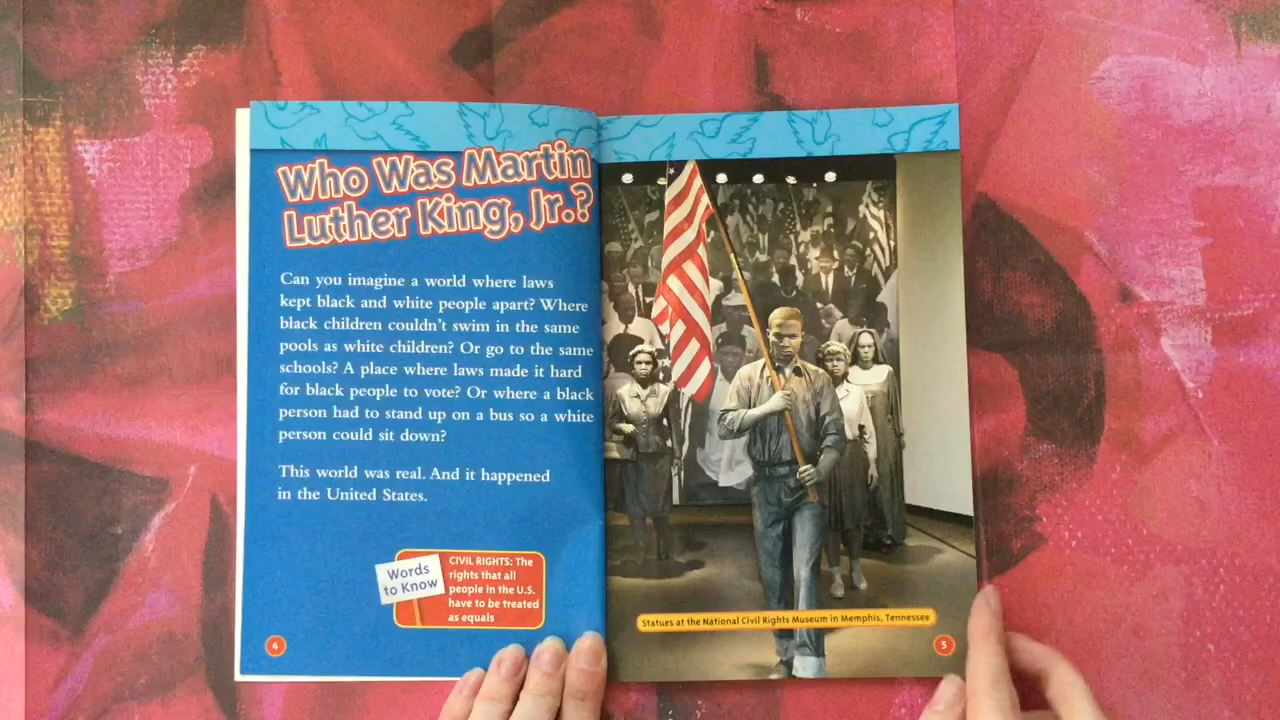 Who Was Martin
Luther King, Jr.?
Can you imagine a world where laws
kept black and white people apart? Where
black children couldn't swim in the same
pools as white children? Or go to the same
schools? A place where laws made it hard
for black people to vote? Or where a black
person had to stand up on a bus so a white
person could sit down?
This world was real. And it happened
in the United States.
Words
to Know
CIVIL RIGHTS: The
rights that all
people in the U.S.
have to be treated
as equals
4
Statues at the National Civil Rights Museum in Memphis, Tennessee
5